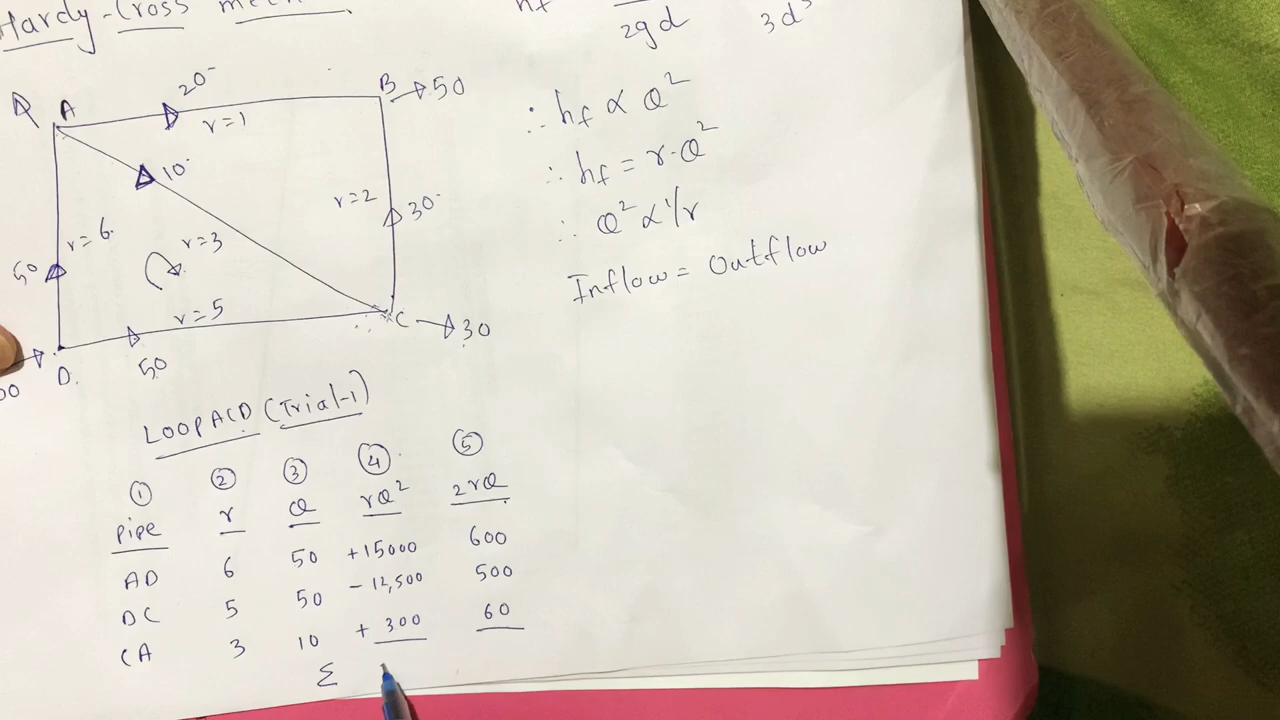 Hardy-Cross
hf 2gd 3d⁵
A 20 B → 50
r=1
10
r=2 30
r=6
r=3
50
r=5
C → 30
D. 50
∴ hf ∝ Q²
∴ hf = r·Q²
∴ Q² ∝ 1/r
Inflow = Outflow
LOOP ACD (Trial-1)
① ② ③ ④ ⑤
Pipe r Q rQ² 2rQ
AD 6 50 +15000 600
DC 5 50 - 12,500 500
CA 3 10 + 300 60
Σ